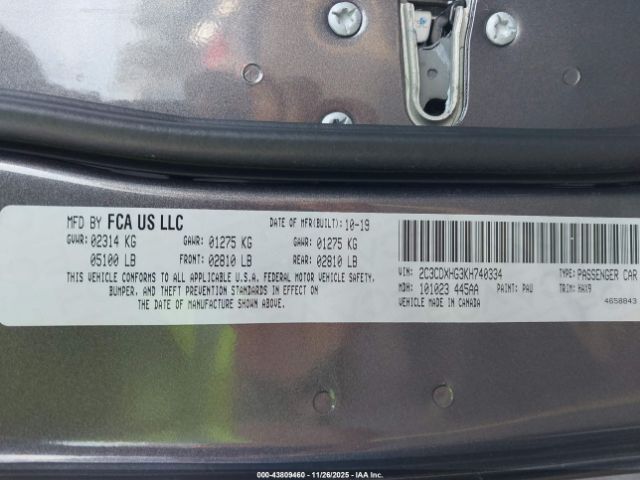 MFD BY FCA US LLC DATE OF MFR(BUILT): 10-19
GVWR: 02314 KG GAWR: 01275 KG GAWR: 01275 KG
05100 LB FRONT: 02810 LB REAR: 02810 LB
THIS VEHICLE CONFORMS TO ALL APPLICABLE U.S.A. FEDERAL MOTOR VEHICLE SAFETY,
BUMPER, AND THEFT PREVENTION STANDARDS IN EFFECT ON
THE DATE OF MANUFACTURE SHOWN ABOVE.
VIN: 2C3CDXHG3KH740334 TYPE: PASSENGER CAR
MDH: 101023 445AA PAINT: PAU TRIM: HAX9
VEHICLE MADE IN CANADA
4658843
000-43809460 - 11/26/2025 - IAA Inc.